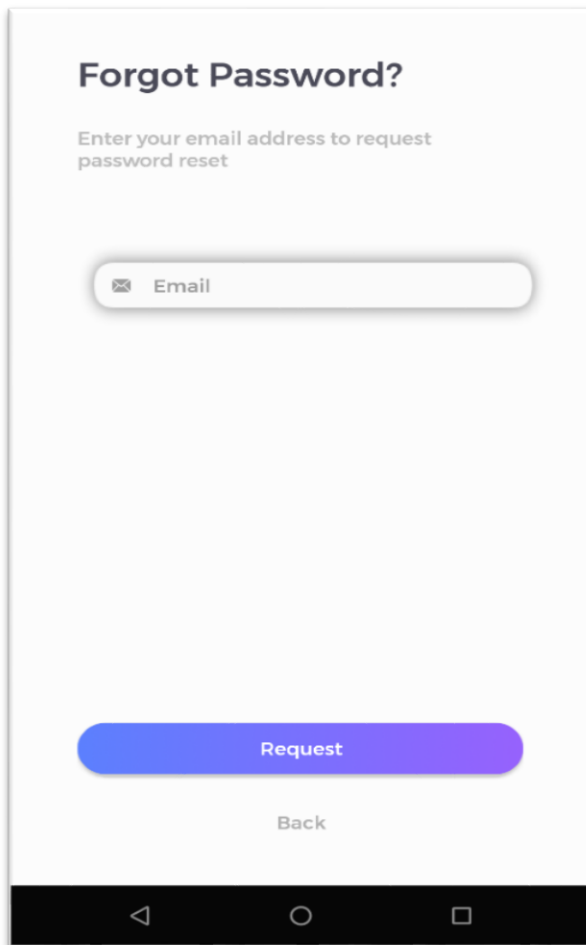 Forgot Password?
Enter your email address to request
password reset
Email
Request
Back